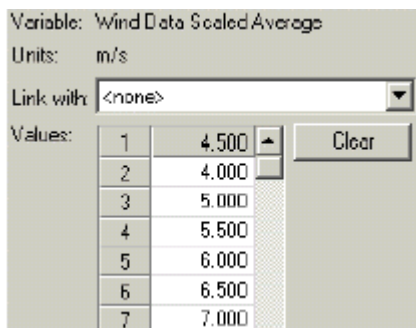 Variable: Wind Data Scaled Average
Units: m/s
Link with: <none>
Values: 1 4.500 Clear
2 4.000
3 5.000
4 5.500
5 6.000
6 6.500
7 7.000